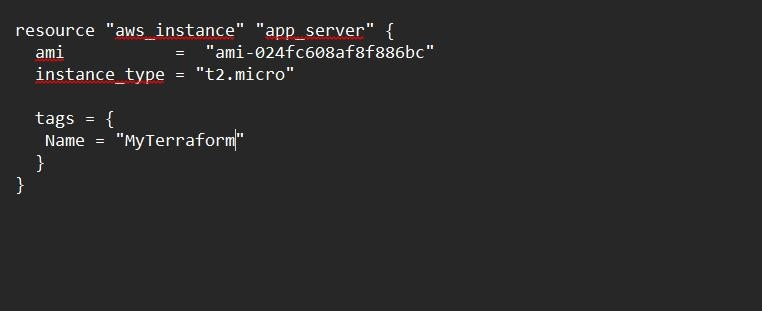 resource "aws_instance" "app_server" {
  ami           =  "ami-024fc608af8f886bc"
  instance_type = "t2.micro"

  tags = {
   Name = "MyTerraform"
  }
}